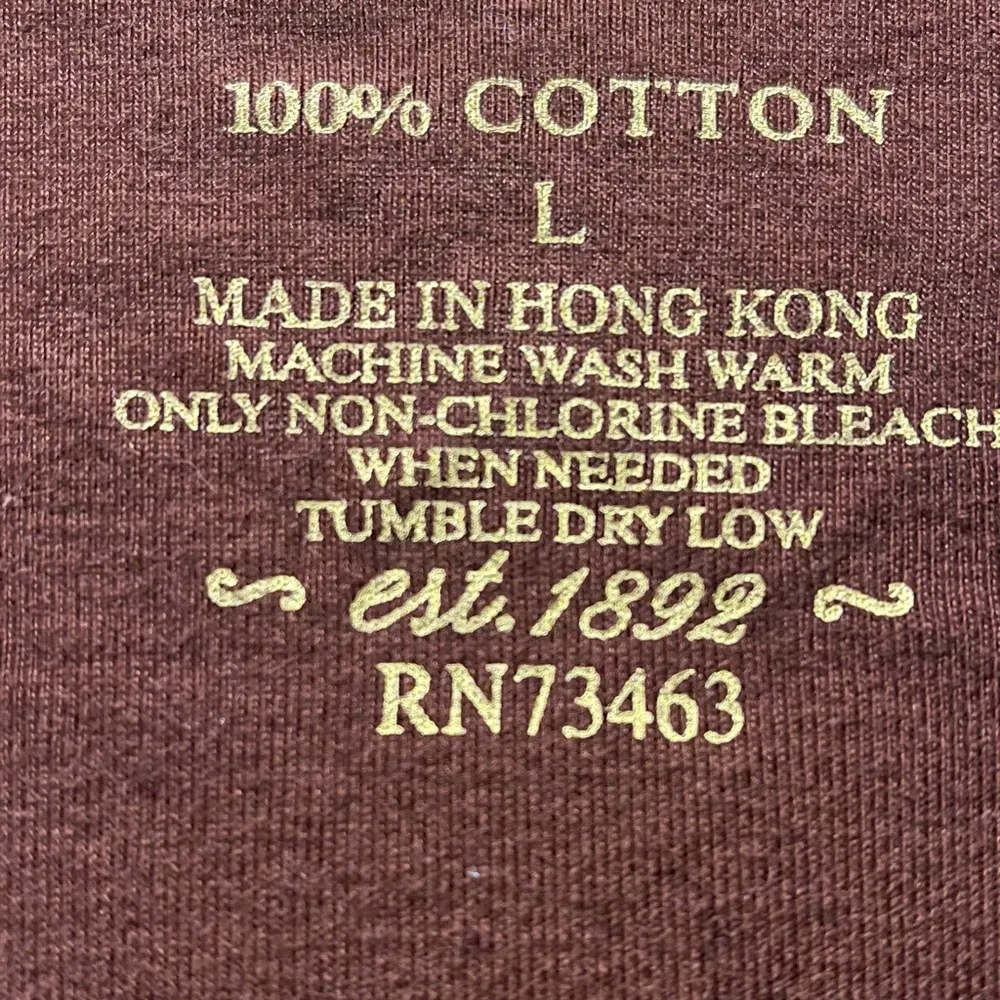 100% COTTON
L
MADE IN HONG KONG
MACHINE WASH WARM
ONLY NON-CHLORINE BLEACH
WHEN NEEDED
TUMBLE DRY LOW
est. 1892
RN73463